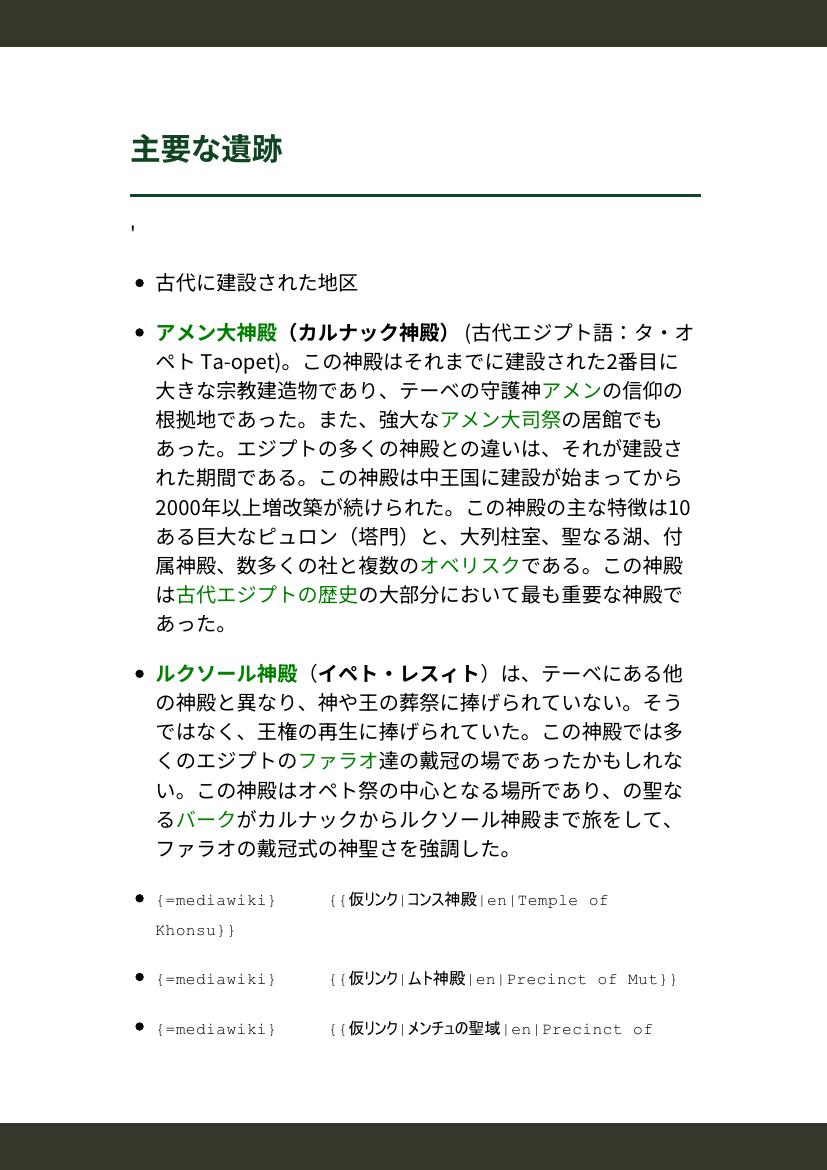 主要な遺跡
'
• 古代に建設された地区
• アメン大神殿（カルナック神殿） (古代エジプト語：タ・オ
ペト Ta-opet)。この神殿はそれまでに建設された2番目に
大きな宗教建造物であり、テーベの守護神アメンの信仰の
根拠地であった。また、強大なアメン大司祭の居館でも
あった。エジプトの多くの神殿との違いは、それが建設さ
れた期間である。この神殿は中王国に建設が始まってから
2000年以上増改築が続けられた。この神殿の主な特徴は10
ある巨大なピュロン（塔門）と、大列柱室、聖なる湖、付
属神殿、数多くの社と複数のオベリスクである。この神殿
は古代エジプトの歴史の大部分において最も重要な神殿で
あった。
• ルクソール神殿（イペト・レスィト）は、テーベにある他
の神殿と異なり、神や王の葬祭に捧げられていない。そう
ではなく、王権の再生に捧げられていた。この神殿では多
くのエジプトのファラオ達の戴冠の場であったかもしれな
い。この神殿はオペト祭の中心となる場所であり、の聖な
るバークがカルナックからルクソール神殿まで旅をして、
ファラオの戴冠式の神聖さを強調した。
• {=mediawiki} {{仮リンク|コンス神殿|en|Temple of
Khonsu}}
• {=mediawiki} {{仮リンク|ムト神殿|en|Precinct of Mut}}
• {=mediawiki} {{仮リンク|メンチュの聖域|en|Precinct of